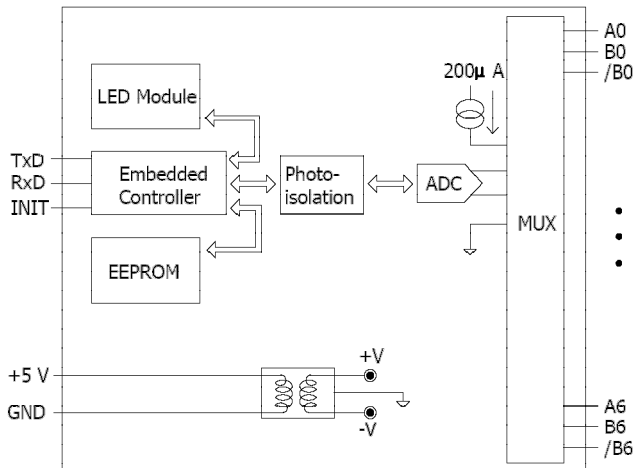 A0
B0
/B0
200µ A
LED Module
TxD
RxD
INIT
Embedded
Controller
Photo-
isolation
ADC
MUX
EEPROM
+5 V
GND
+V
-V
A6
B6
/B6